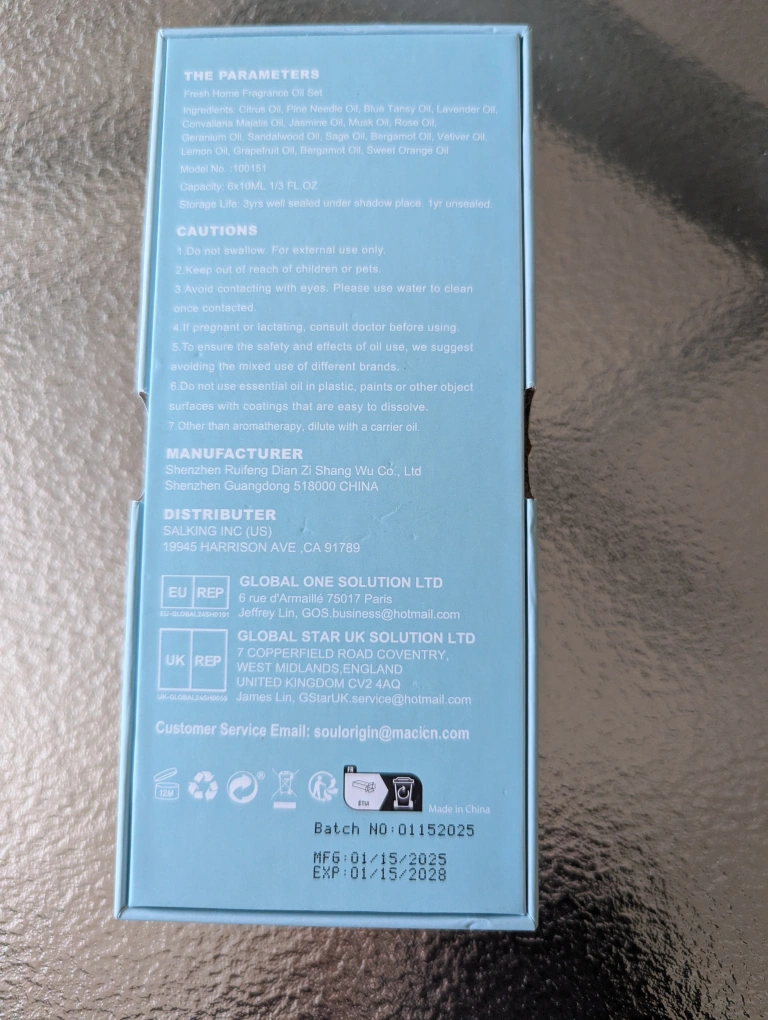 THE PARAMETERS
Fresh Home Fragrance Oil Set
Ingredients: Citrus Oil, Pine Needle Oil, Blue Tansy Oil, Lavender Oil,
Convallaria Majalis Oil, Jasmine Oil, Musk Oil, Rose Oil,
Geranium Oil, Sandalwood Oil, Sage Oil, Bergamot Oil, Vetiver Oil,
Lemon Oil, Grapefruit Oil, Bergamot Oil, Sweet Orange Oil
Model No. :100151
Capacity: 6x10ML 1/3 FL.OZ
Storage Life: 3yrs well sealed under shadow place. 1yr unsealed.
CAUTIONS
1.Do not swallow. For external use only.
2.Keep out of reach of children or pets.
3.Avoid contacting with eyes. Please use water to clean
once contacted.
4.If pregnant or lactating, consult doctor before using.
5.To ensure the safety and effects of oil use, we suggest
avoiding the mixed use of different brands.
6.Do not use essential oil in plastic, paints or other object
surfaces with coatings that are easy to dissolve.
7.Other than aromatherapy, dilute with a carrier oil.
MANUFACTURER
Shenzhen Ruifeng Dian Zi Shang Wu Co., Ltd
Shenzhen Guangdong 518000 CHINA
DISTRIBUTER
SALKING INC (US)
19945 HARRISON AVE ,CA 91789
EU REP
GLOBAL ONE SOLUTION LTD
6 rue d'Armaillé 75017 Paris
Jeffrey Lin, GOS.business@hotmail.com
UK REP
GLOBAL STAR UK SOLUTION LTD
7 COPPERFIELD ROAD COVENTRY,
WEST MIDLANDS,ENGLAND
UNITED KINGDOM CV2 4AQ
James Lin, GStarUK.service@hotmail.com
Customer Service Email: soulorigin@macicn.com
12M
FR
Made in China
Batch NO:01152025
MFG:01/15/2025
EXP:01/15/2028